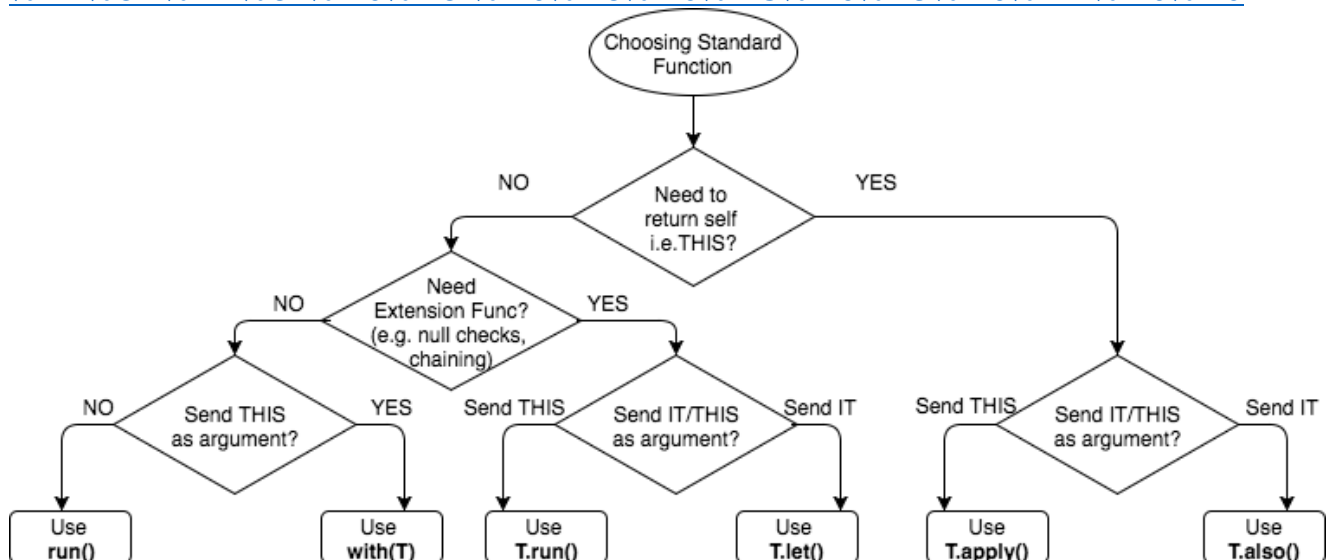 Choosing Standard
Function
NO
YES
Need to
return self
i.e.THIS?
NO
Need
Extension Func?
(e.g. null checks,
chaining)
YES
NO
Send THIS
as argument?
YES
Send THIS
Send IT/THIS
as argument?
Send IT
Send THIS
Send IT/THIS
as argument?
Send IT
Use
run()
Use
with(T)
Use
T.run()
Use
T.let()
Use
T.apply()
Use
T.also()